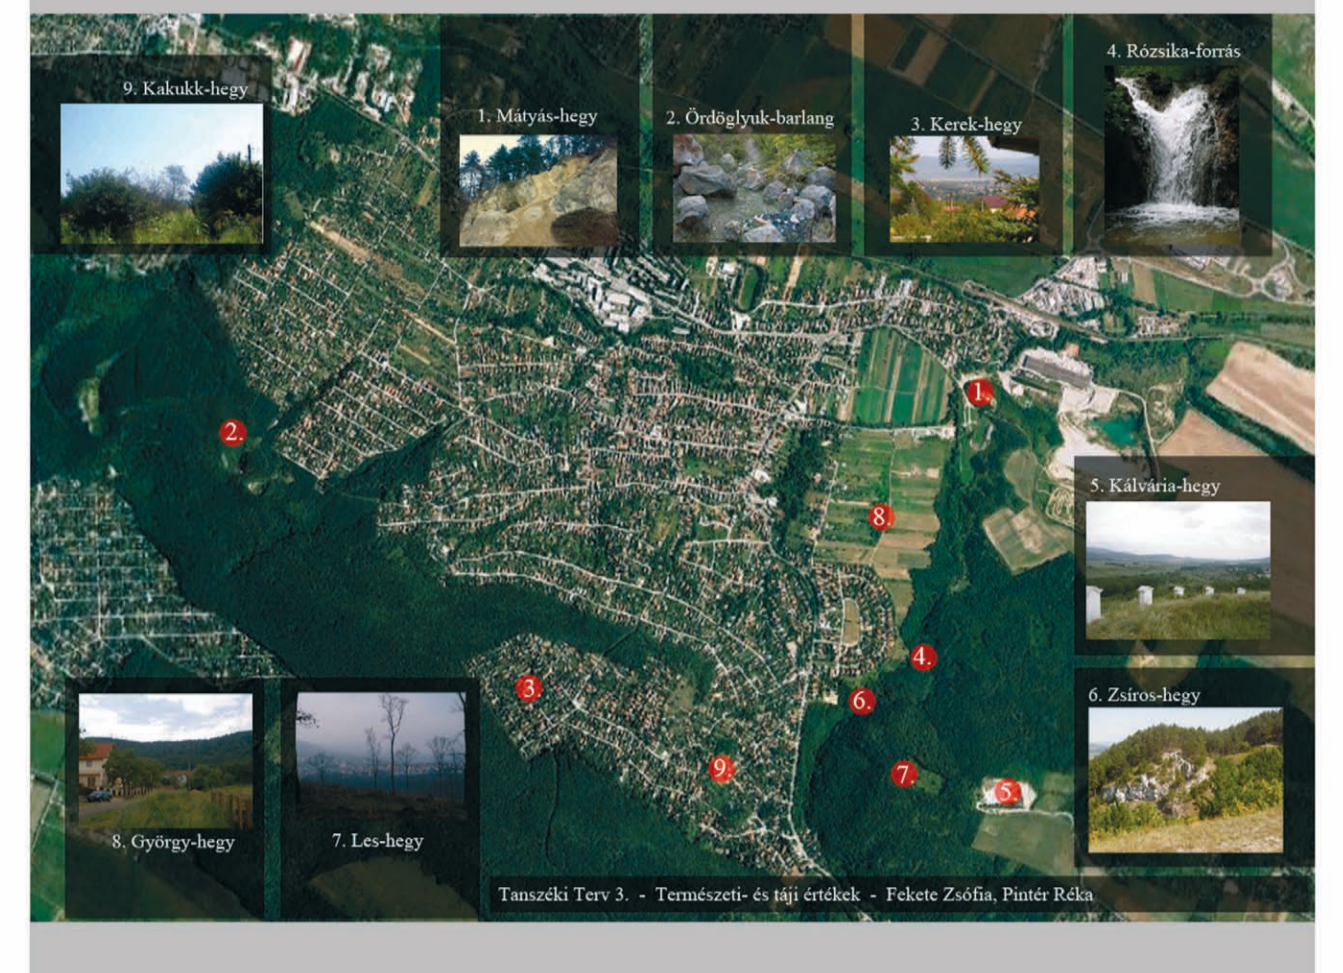 4. Rózsika-forrás
9. Kakukk-hegy
1. Mátyás-hegy
2. Ördöglyuk-barlang
3. Kerek-hegy
1.
2.
5. Kálvária-hegy
8.
4.
3.
6.
6. Zsíros-hegy
9.
7.
5.
8. György-hegy
7. Les-hegy
Tanszéki Terv 3. - Természeti- és táji értékek - Fekete Zsófia, Pintér Réka